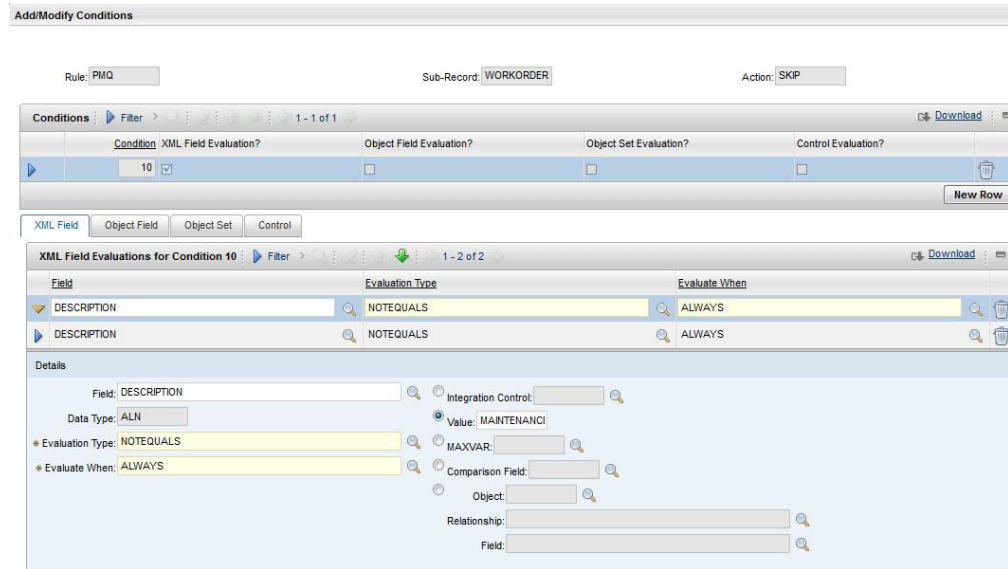 Add/Modify Conditions
Rule: PMQ Sub-Record: WORKORDER Action: SKIP
Conditions Filter > 1 - 1 of 1 Download
Condition XML Field Evaluation? Object Field Evaluation? Object Set Evaluation? Control Evaluation?
10
New Row
XML Field Object Field Object Set Control
XML Field Evaluations for Condition 10 Filter > 1 - 2 of 2 Download
Field Evaluation Type Evaluate When
DESCRIPTION NOTEQUALS ALWAYS
DESCRIPTION NOTEQUALS ALWAYS
Details
Field: DESCRIPTION Integration Control:
Data Type: ALN Value: MAINTENANC
Evaluation Type: NOTEQUALS MAXVAR:
Evaluate When: ALWAYS Comparison Field:
Object:
Relationship:
Field: